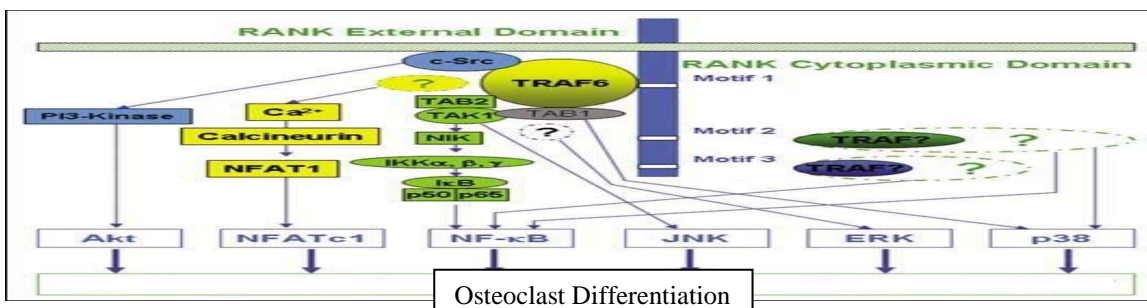 RANK External Domain
c-Src
RANK Cytoplasmic Domain
?
TRAF6
Motif 1
TAB2
PI3-Kinase
Ca2+
TAK1
TAB1
Calcineurin
NIK
?
Motif 2
TRAF?
?
NFAT1
IKKα, β, γ
Motif 3
TRAF?
?
IκB
p50
p65
Akt
NFATc1
NF-κB
JNK
ERK
p38
Osteoclast Differentiation